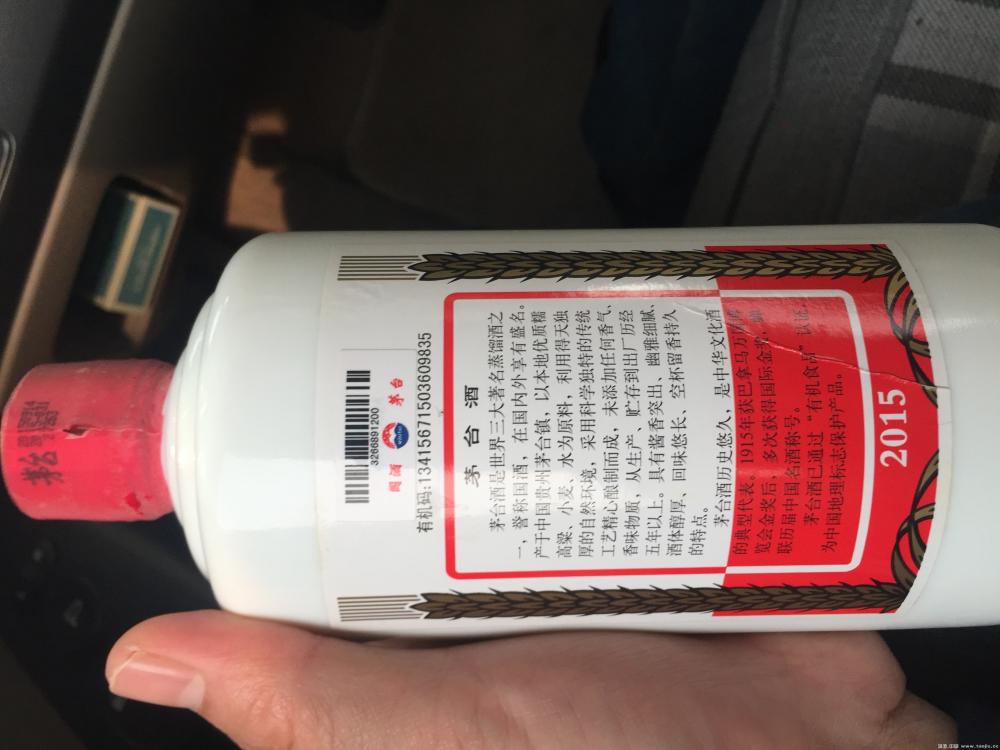 茅台
3266891200
国酒 茅台
有机码:13415671503609835
茅台酒
茅台酒是世界三大著名蒸馏酒之
一，誉称国酒，在国内外享有盛名。
产于中国贵州茅台镇，以本地优质糯
高粱、小麦、水为原料，利用得天独
厚的自然环境，采用科学独特的传统
工艺精心酿制而成，未添加任何香气、
香味物质，从生产、贮存到出厂历经
五年以上。具有酱香突出、幽雅细腻、
酒体醇厚、回味悠长、空杯留香持久
的特点。
茅台酒历史悠久，是中华文化酒
的典型代表。1915年获巴拿马万国博
览会金奖后，多次获得国际金奖，蝉
联历届中国名酒称号。
茅台酒已通过“有机食品”认证，
为中国地理标志保护产品。
2015